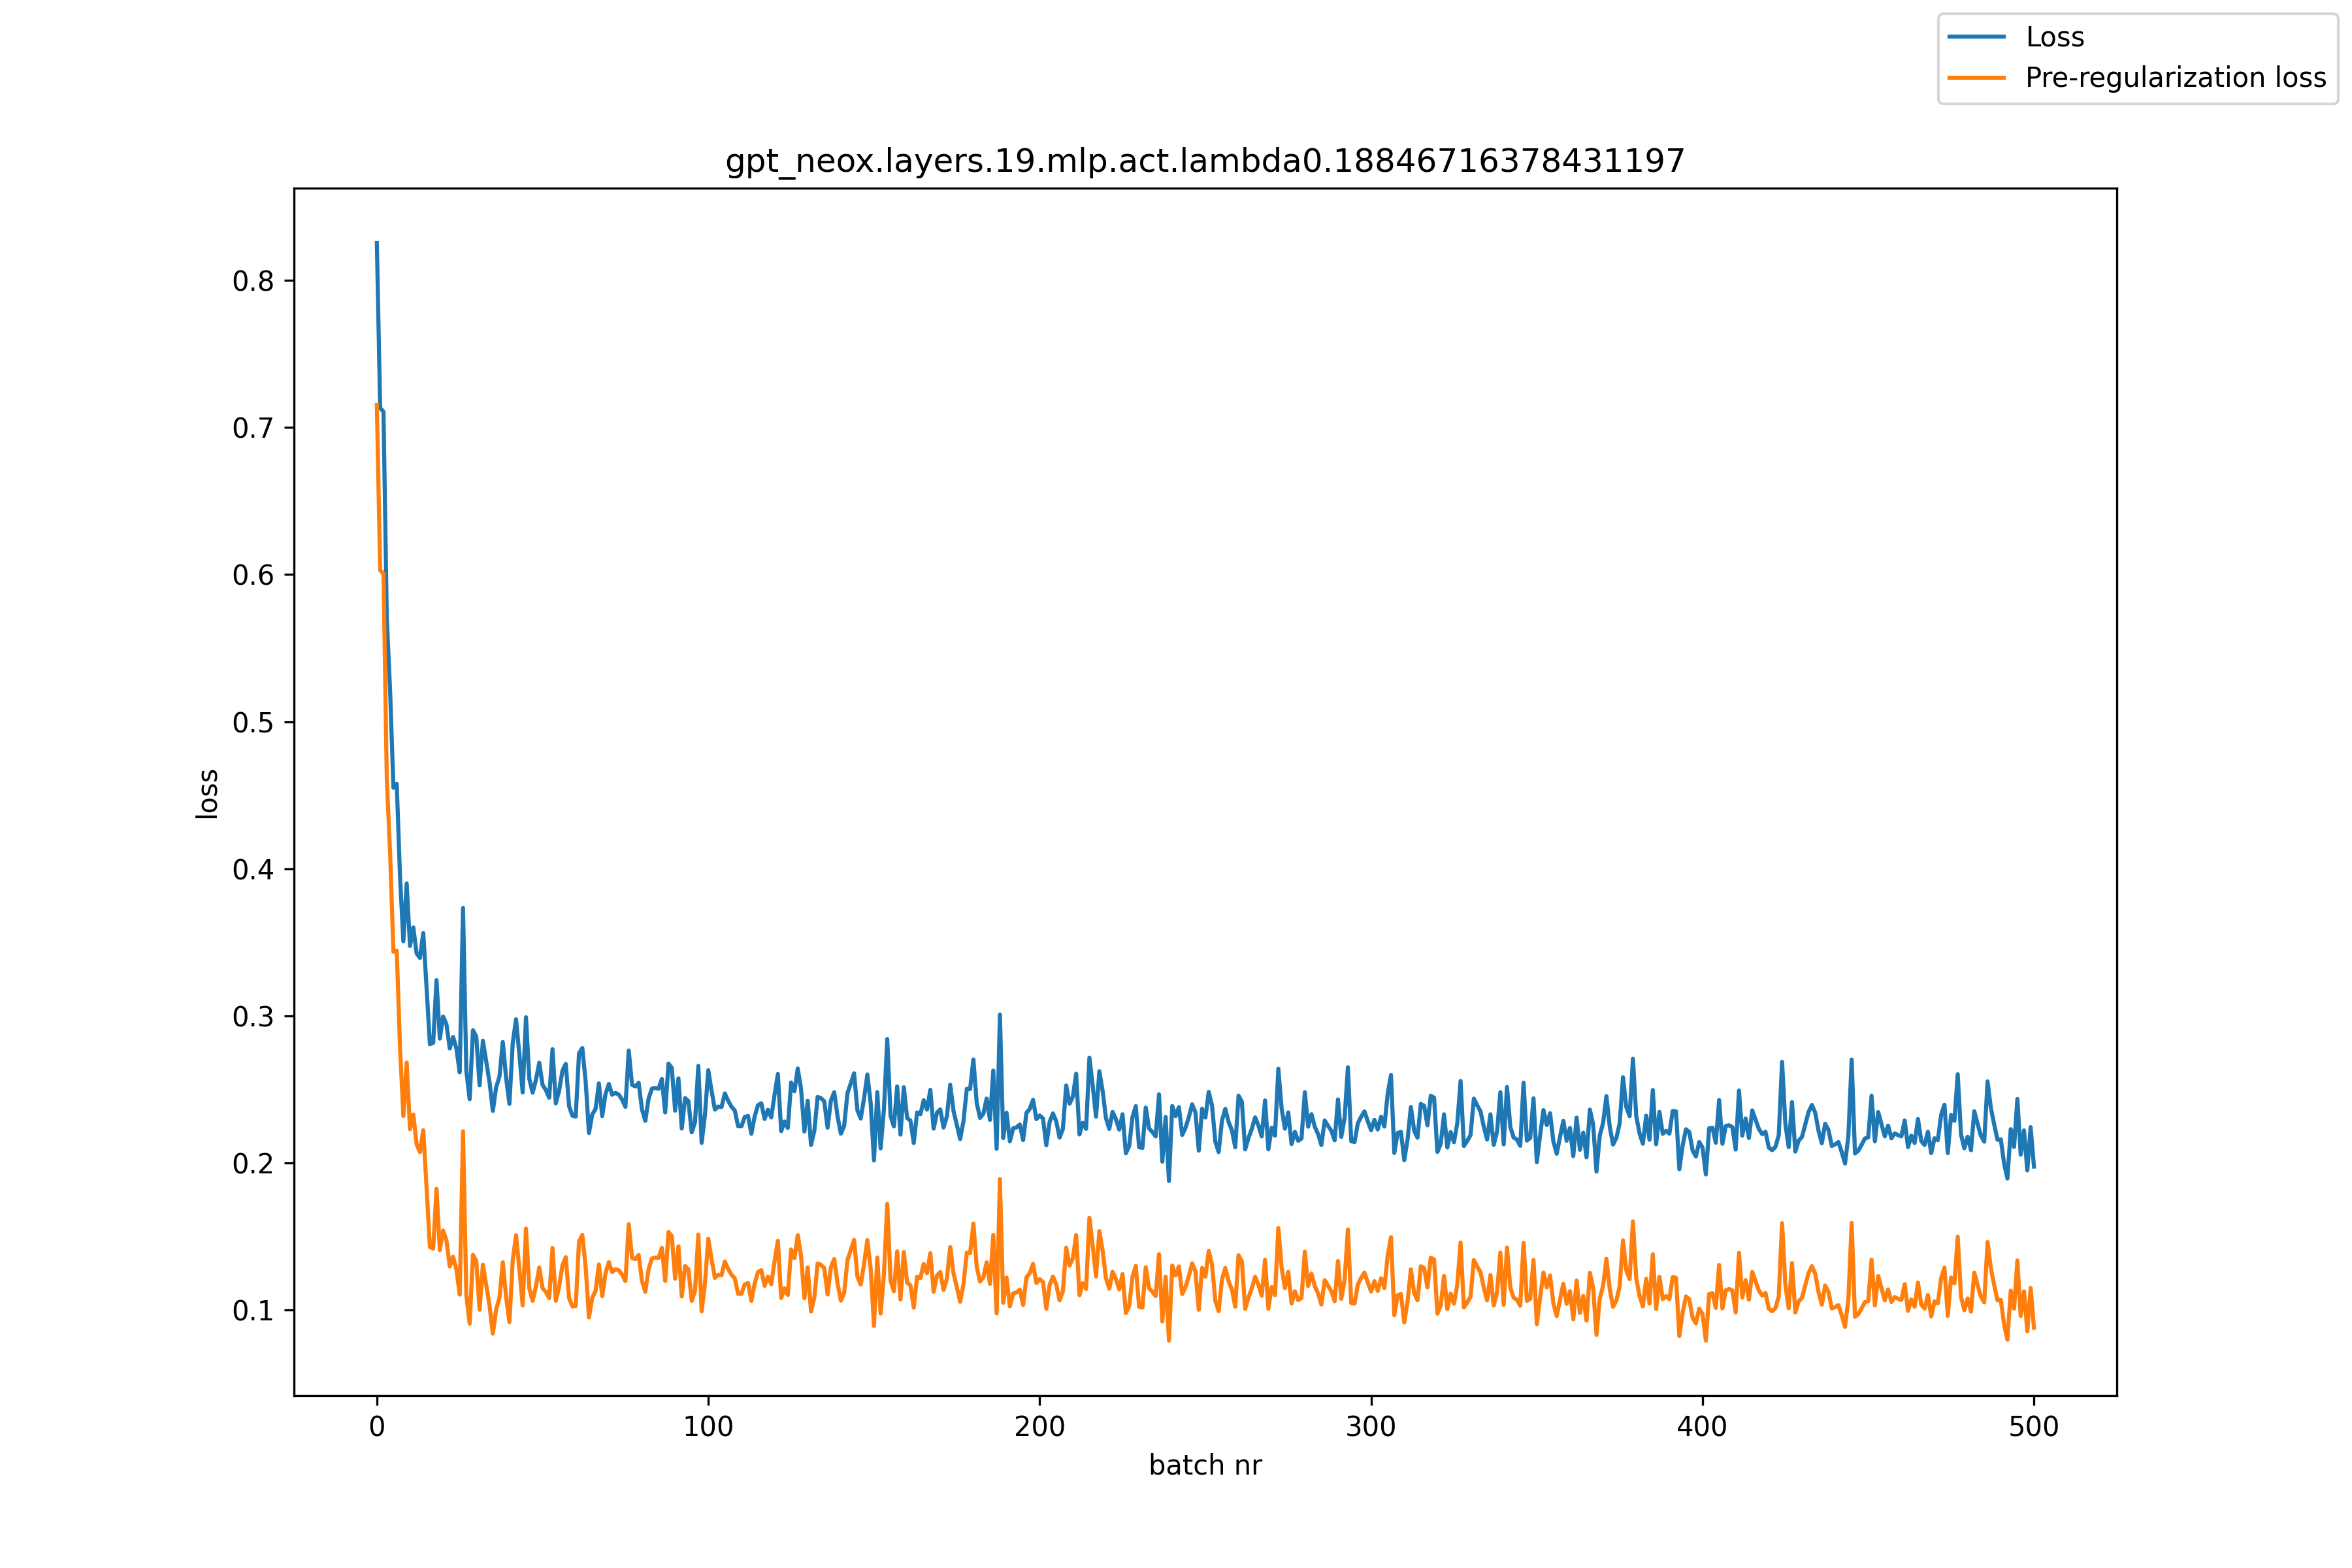 Loss
Pre-regularization loss
gpt_neox.layers.19.mlp.act.lambda0.18846716378431197
0.8
0.7
0.6
0.5
0.4
0.3
0.2
0.1
loss
0 100 200 300 400 500
batch nr